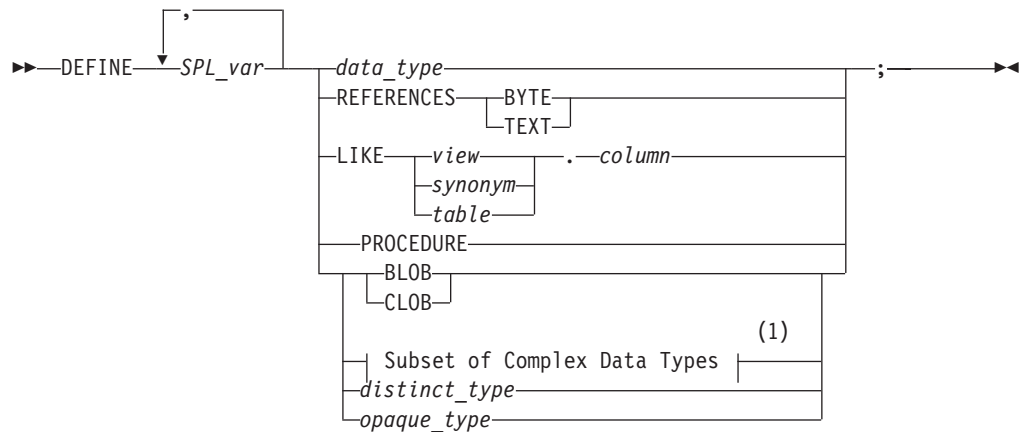 ,
DEFINE SPL_var data_type ;
REFERENCES BYTE
TEXT
LIKE view . column
synonym
table
PROCEDURE
BLOB
CLOB
(1)
Subset of Complex Data Types
distinct_type
opaque_type